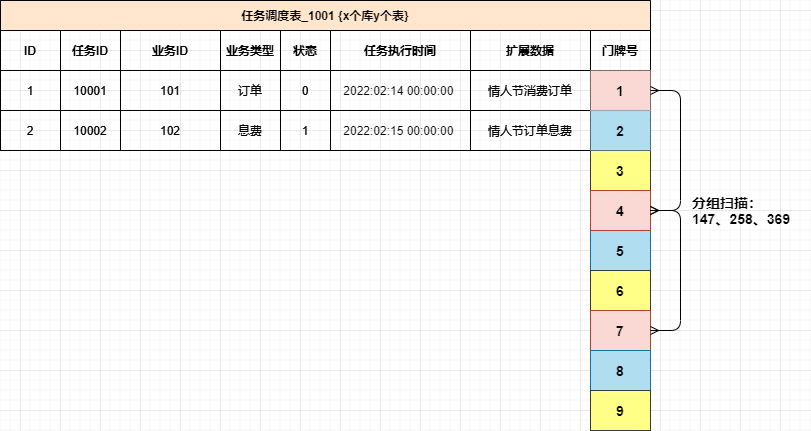 任务调度表_1001 {x个库y个表}
ID 任务ID 业务ID 业务类型 状态 任务执行时间 扩展数据 门牌号
1 10001 101 订单 0 2022:02:14 00:00:00 情人节消费订单 1
2 10002 102 息费 1 2022:02:15 00:00:00 情人节订单息费 2
3
4
分组扫描：
147、258、369
5
6
7
8
9